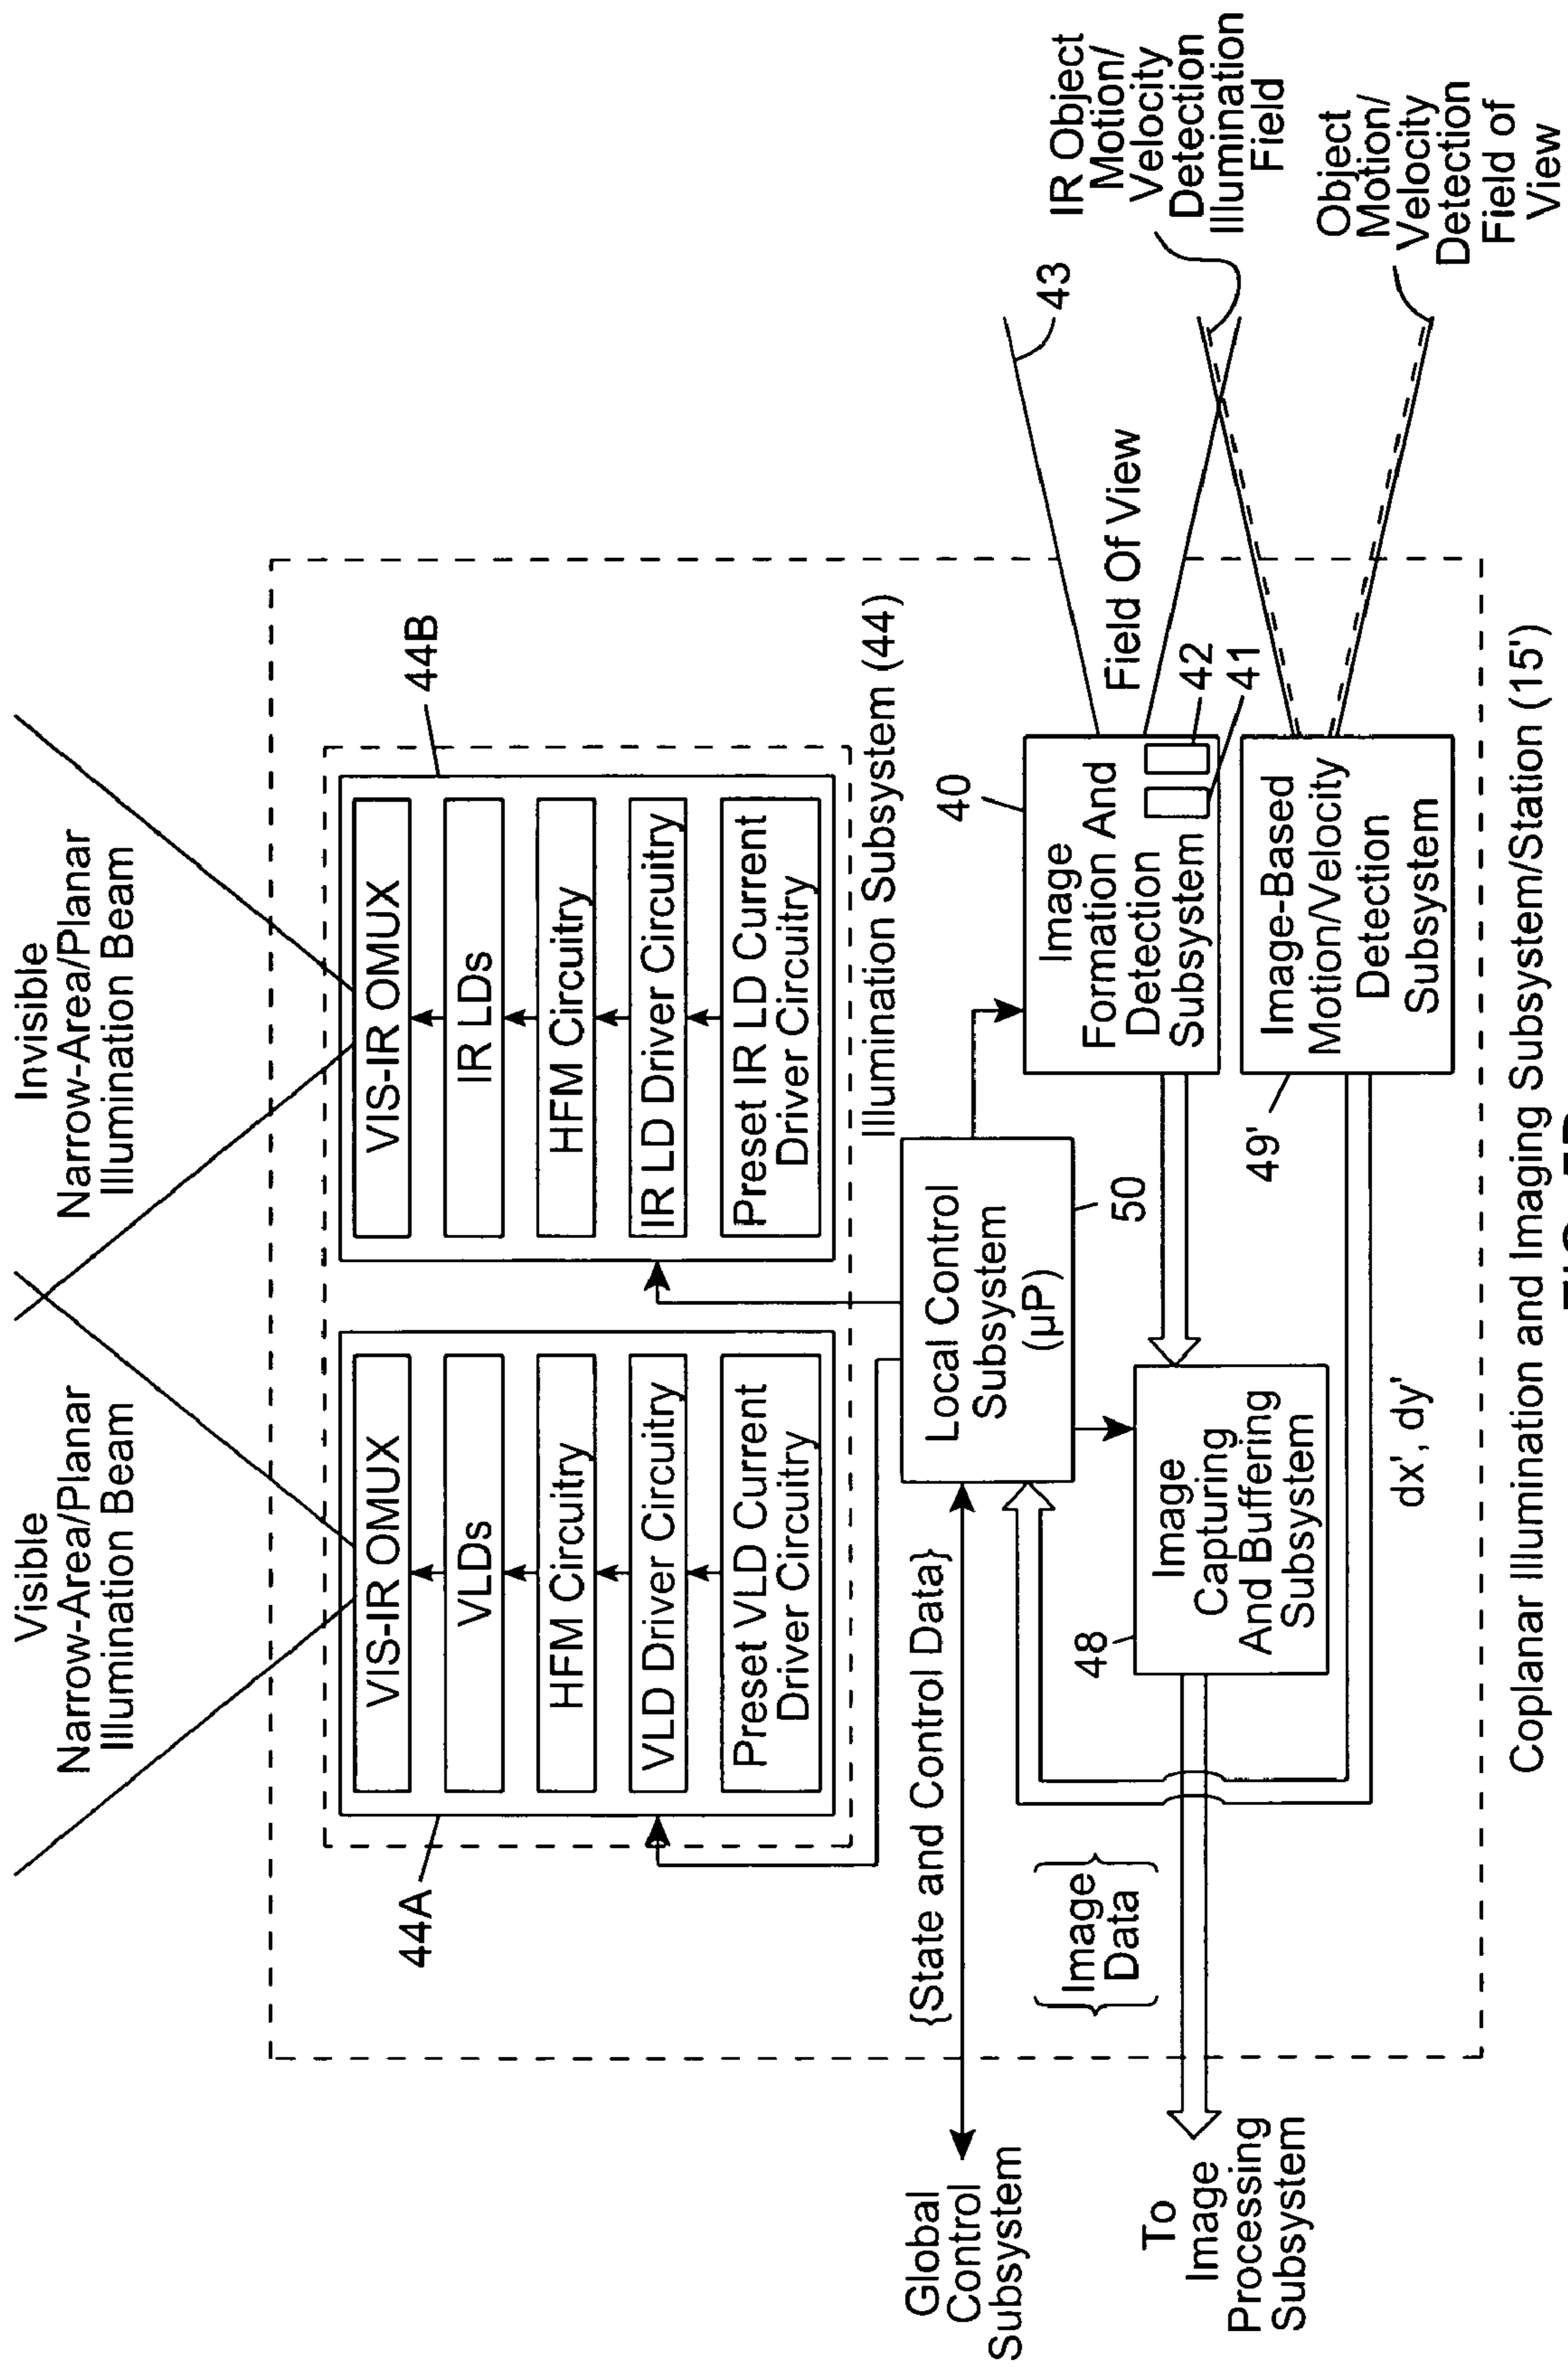 Visible
Narrow-Area/Planar
Illumination Beam
Invisible
Narrow-Area/Planar
Illumination Beam
44A
VIS-IR OMUX
VLDs
HFM Circuitry
VLD Driver Circuitry
Preset VLD Current
Driver Circuitry
44B
VIS-IR OMUX
IR LDs
HFM Circuitry
IR LD Driver Circuitry
Preset IR LD Current
Driver Circuitry
Illumination Subsystem (44)
Global
Control
Subsystem
{State and Control Data}
Local Control
Subsystem
(µP)
50
40
Image
Formation And
Detection
Subsystem
42
41
Field Of View
43
IR Object
Motion/
Velocity
Detection
Illumination
Field
To
Image
Processing
Subsystem
{Image
Data}
48
Image
Capturing
And Buffering
Subsystem
49'
Image-Based
Motion/Velocity
Detection
Subsystem
Object
Motion/
Velocity
Detection
Field of
View
dx', dy'
Coplanar Illumination and Imaging Subsystem/Station (15')